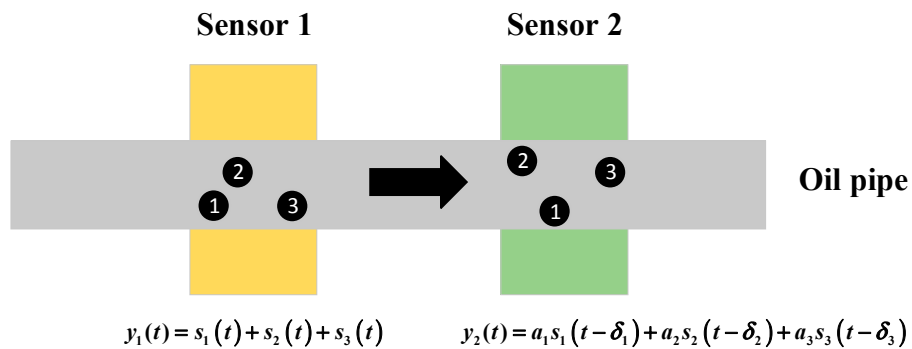 Sensor 1 Sensor 2
2 2 3
1 3 1
Oil pipe
y₁(t) = s₁(t) + s₂(t) + s₃(t) y₂(t) = a₁s₁(t−δ₁) + a₂s₂(t−δ₂) + a₃s₃(t−δ₃)